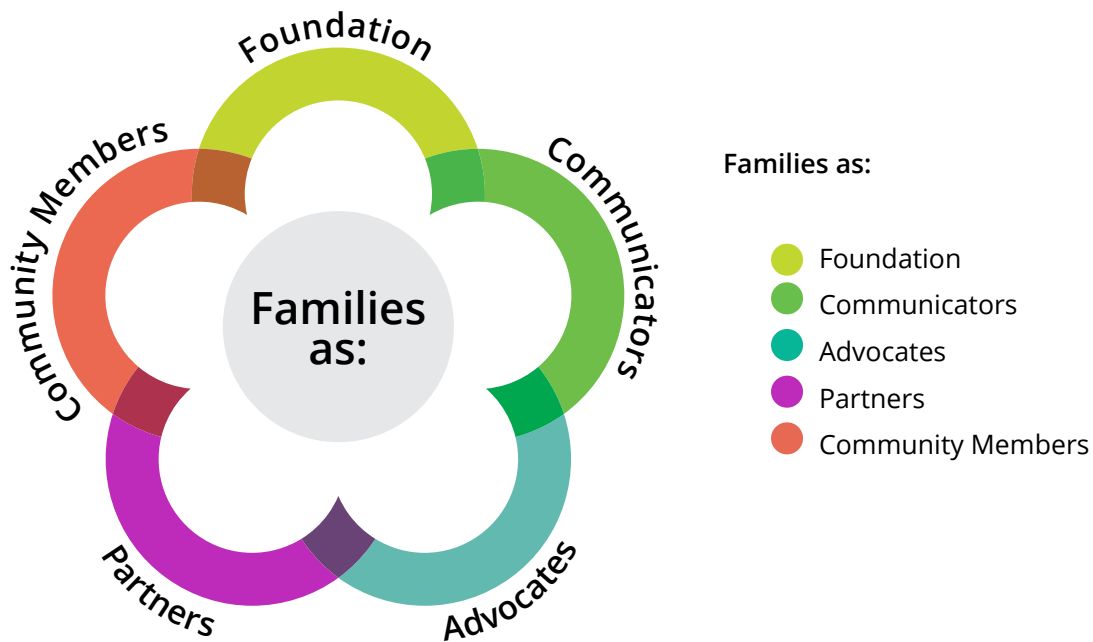 Foundation
Communicators
Advocates
Partners
Community Members
Families
as:
Families as:
Foundation
Communicators
Advocates
Partners
Community Members